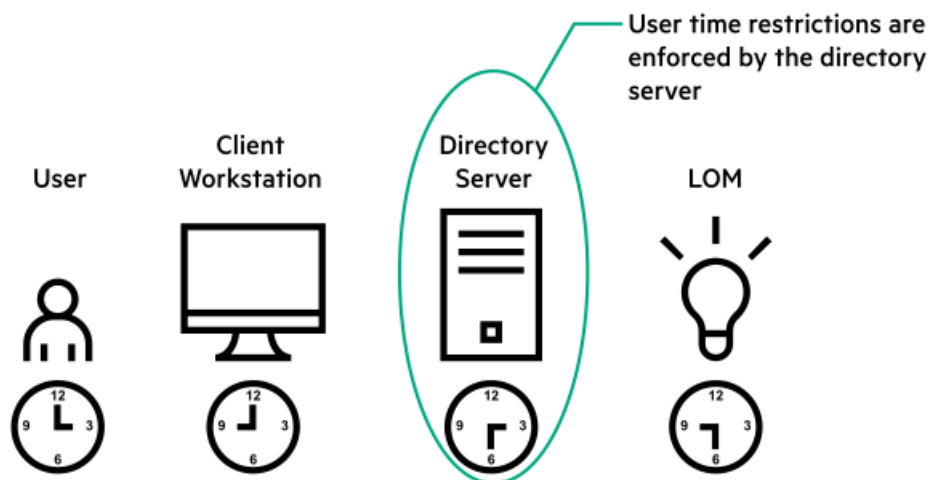 User time restrictions are
enforced by the directory
server
User
Client
Workstation
Directory
Server
LOM
12
9
3
6
12
9
3
6
12
9
3
6
12
9
3
6